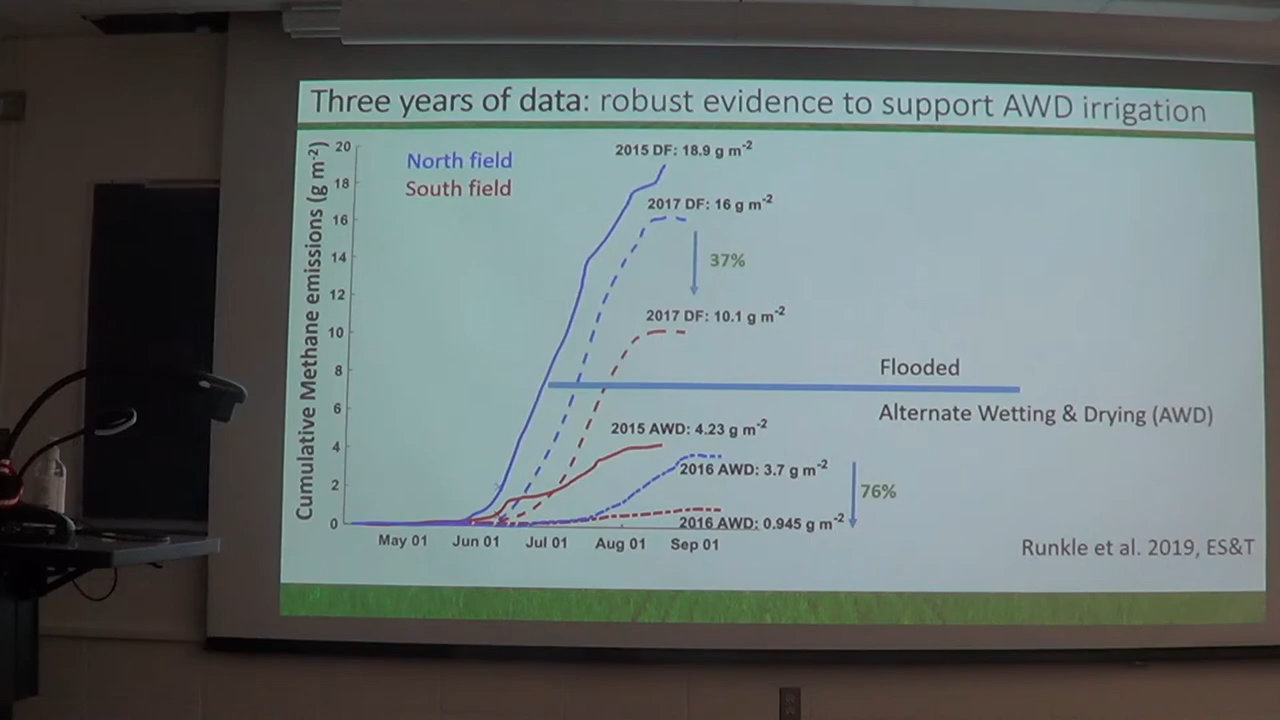 Three years of data: robust evidence to support AWD irrigation
Cumulative Methane emissions (g m⁻²)
20
18
16
14
12
10
8
6
4
2
0
North field
South field
2015 DF: 18.9 g m⁻²
2017 DF: 16 g m⁻²
37%
2017 DF: 10.1 g m⁻²
Flooded
Alternate Wetting & Drying (AWD)
2015 AWD: 4.23 g m⁻²
2016 AWD: 3.7 g m⁻²
76%
2016 AWD: 0.945 g m⁻²
May 01 Jun 01 Jul 01 Aug 01 Sep 01
Runkle et al. 2019, ES&T